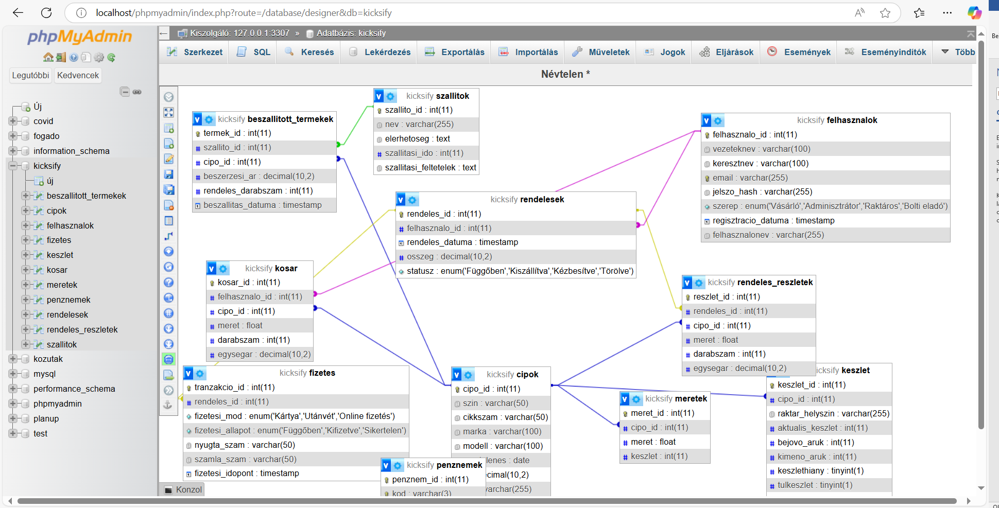 localhost/phpmyadmin/index.php?route=/database/designer&db=kicksify
phpMyAdmin
Legutóbbi
Kedvencek
Új
covid
fogado
information_schema
kicksify
új
beszallitott_termekek
cipok
felhasznalok
fizetes
keszlet
kosar
meretek
penznemek
rendelesek
rendeles_reszletek
szallitok
kozutak
mysql
performance_schema
phpmyadmin
planup
test
Kiszolgáló: 127.0.0.1:3307 » Adatbázis: kicksify
Szerkezet
SQL
Keresés
Lekérdezés
Exportálás
Importálás
Műveletek
Jogok
Eljárások
Események
Eseményindítók
Több
Névtelen *
kicksify beszallitott_termekek
termek_id : int(11)
szallito_id : int(11)
cipo_id : int(11)
beszerzesi_ar : decimal(10,2)
rendeles_darabszam : int(11)
beszallitas_datuma : timestamp
kicksify szallitok
szallito_id : int(11)
nev : varchar(255)
elerhetoseg : text
szallitasi_ido : int(11)
szallitasi_feltetelek : text
kicksify felhasznalok
felhasznalo_id : int(11)
vezeteknev : varchar(100)
keresztnev : varchar(100)
email : varchar(255)
jelszo_hash : varchar(255)
szerep : enum('Vásárló','Adminisztrátor','Raktáros','Bolti eladó')
regisztracio_datuma : timestamp
felhasznalonev : varchar(255)
kicksify rendelesek
rendeles_id : int(11)
felhasznalo_id : int(11)
rendeles_datuma : timestamp
osszeg : decimal(10,2)
statusz : enum('Függőben','Kiszállítva','Kézbesítve','Törölve')
kicksify kosar
kosar_id : int(11)
felhasznalo_id : int(11)
cipo_id : int(11)
meret : float
darabszam : int(11)
egysegar : decimal(10,2)
kicksify rendeles_reszletek
reszlet_id : int(11)
rendeles_id : int(11)
cipo_id : int(11)
meret : float
darabszam : int(11)
egysegar : decimal(10,2)
kicksify fizetes
tranzakcio_id : int(11)
rendeles_id : int(11)
fizetesi_mod : enum('Kártya','Utánvét','Online fizetés')
fizetesi_allapot : enum('Függőben','Kifizetve','Sikertelen')
nyugta_szam : varchar(50)
szamla_szam : varchar(50)
fizetesi_idopont : timestamp
kicksify cipok
cipo_id : int(11)
szin : varchar(50)
cikkszam : varchar(50)
marka : varchar(100)
modell : varchar(100)
lenes : date
ecimal(10,2)
varchar(255)
kicksify penznemek
penznem_id : int(11)
kod : varchar(3)
kicksify meretek
meret_id : int(11)
cipo_id : int(11)
meret : float
keszlet : int(11)
icksify keszlet
keszlet_id : int(11)
cipo_id : int(11)
raktar_helyszin : varchar(255)
aktualis_keszlet : int(11)
bejovo_aruk : int(11)
kimeno_aruk : int(11)
keszlethiany : tinyint(1)
tulkeszlet : tinyint(1)
Konzol
Be